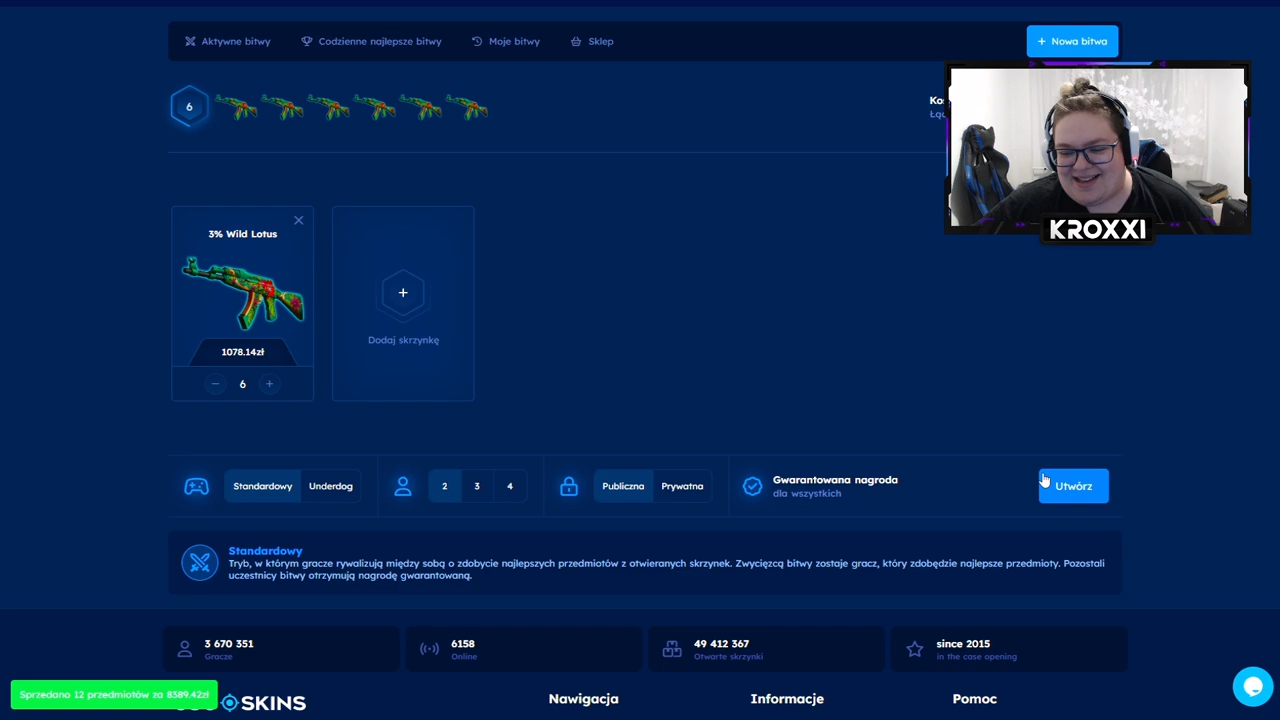 Aktywne bitwy
Codzienne najlepsze bitwy
Moje bitwy
Sklep
+ Nowa bitwa
6
KROXXI
3% Wild Lotus
1078.14zł
− 6 +
+
Dodaj skrzynkę
Standardowy
Underdog
2
3
4
Publiczna
Prywatna
Gwarantowana nagroda
dla wszystkich
Utwórz
Standardowy
Tryb, w którym gracze rywalizują między sobą o zdobycie najlepszych przedmiotów z otwieranych skrzynek. Zwycięzcą bitwy zostaje gracz, który zdobędzie najlepsze przedmioty. Pozostali
uczestnicy bitwy otrzymują nagrodę gwarantowaną.
3 670 351
Gracze
6158
Online
49 412 367
Otwarte skrzynki
since 2015
in the case opening
Sprzedano 12 przedmiotów za 8389.42zł
SKINS
Nawigacja
Informacje
Pomoc